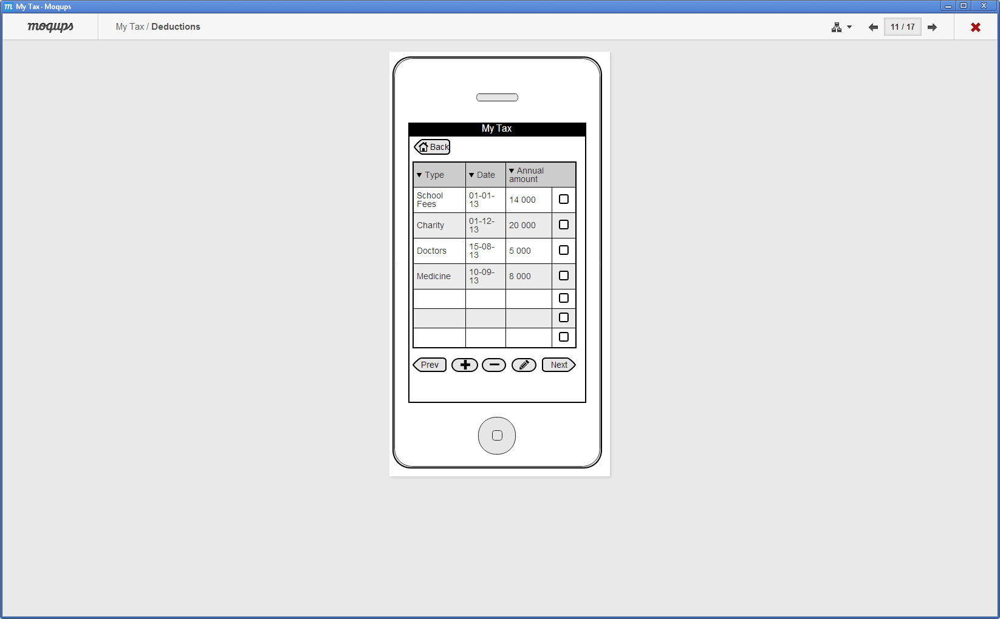 m My Tax · Moqups
moqups
My Tax / Deductions
11 / 17
My Tax
Back
▼ Type ▼ Date ▼ Annual
amount
School
Fees
01-01-
13
14 000
Charity
01-12-
13
20 000
Doctors
15-08-
13
5 000
Medicine
10-09-
13
8 000
Prev
Next